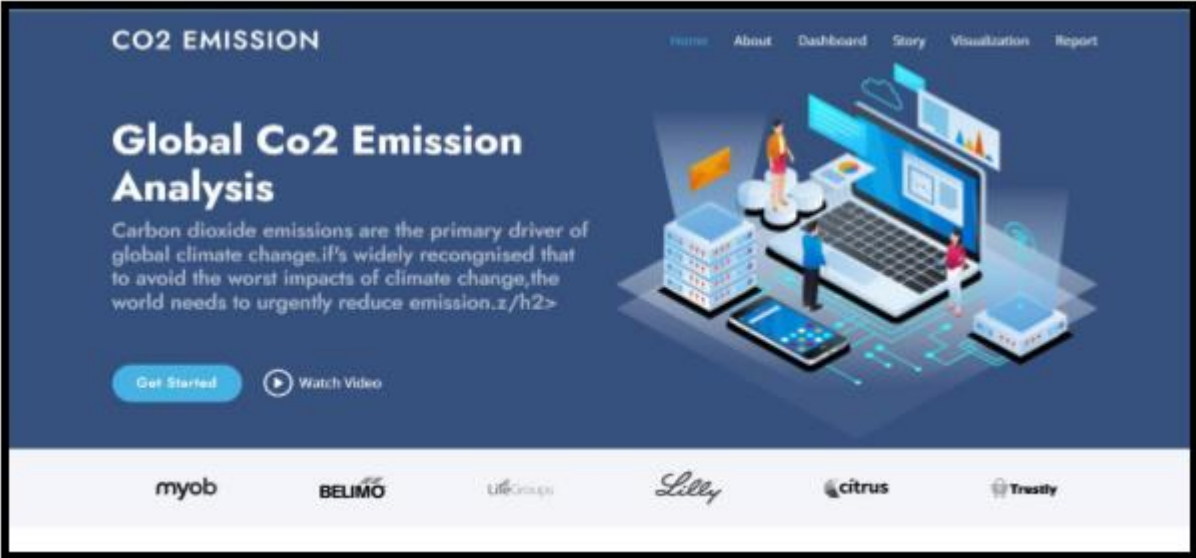 CO2 EMISSION
Home About Dashboard Story Visualization Report
Global Co2 Emission
Analysis
Carbon dioxide emissions are the primary driver of
global climate change.if's widely recongnised that
to avoid the worst impacts of climate change,the
world needs to urgently reduce emission.z/h2>
Get Started Watch Video
myob BELIMO LifeGroups Lilly citrus Trustly